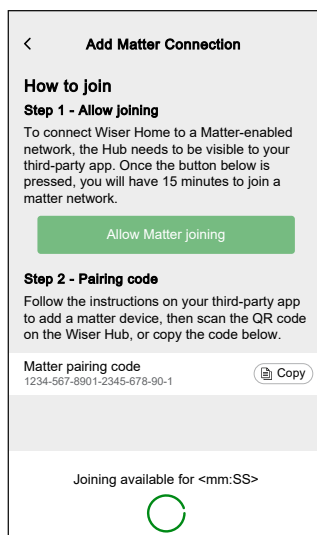 Add Matter Connection
How to join
Step 1 - Allow joining
To connect Wiser Home to a Matter-enabled
network, the Hub needs to be visible to your
third-party app. Once the button below is
pressed, you will have 15 minutes to join a
matter network.
Allow Matter joining
Step 2 - Pairing code
Follow the instructions on your third-party app
to add a matter device, then scan the QR code
on the Wiser Hub, or copy the code below.
Matter pairing code
1234-567-8901-2345-678-90-1
Copy
Joining available for <mm:SS>